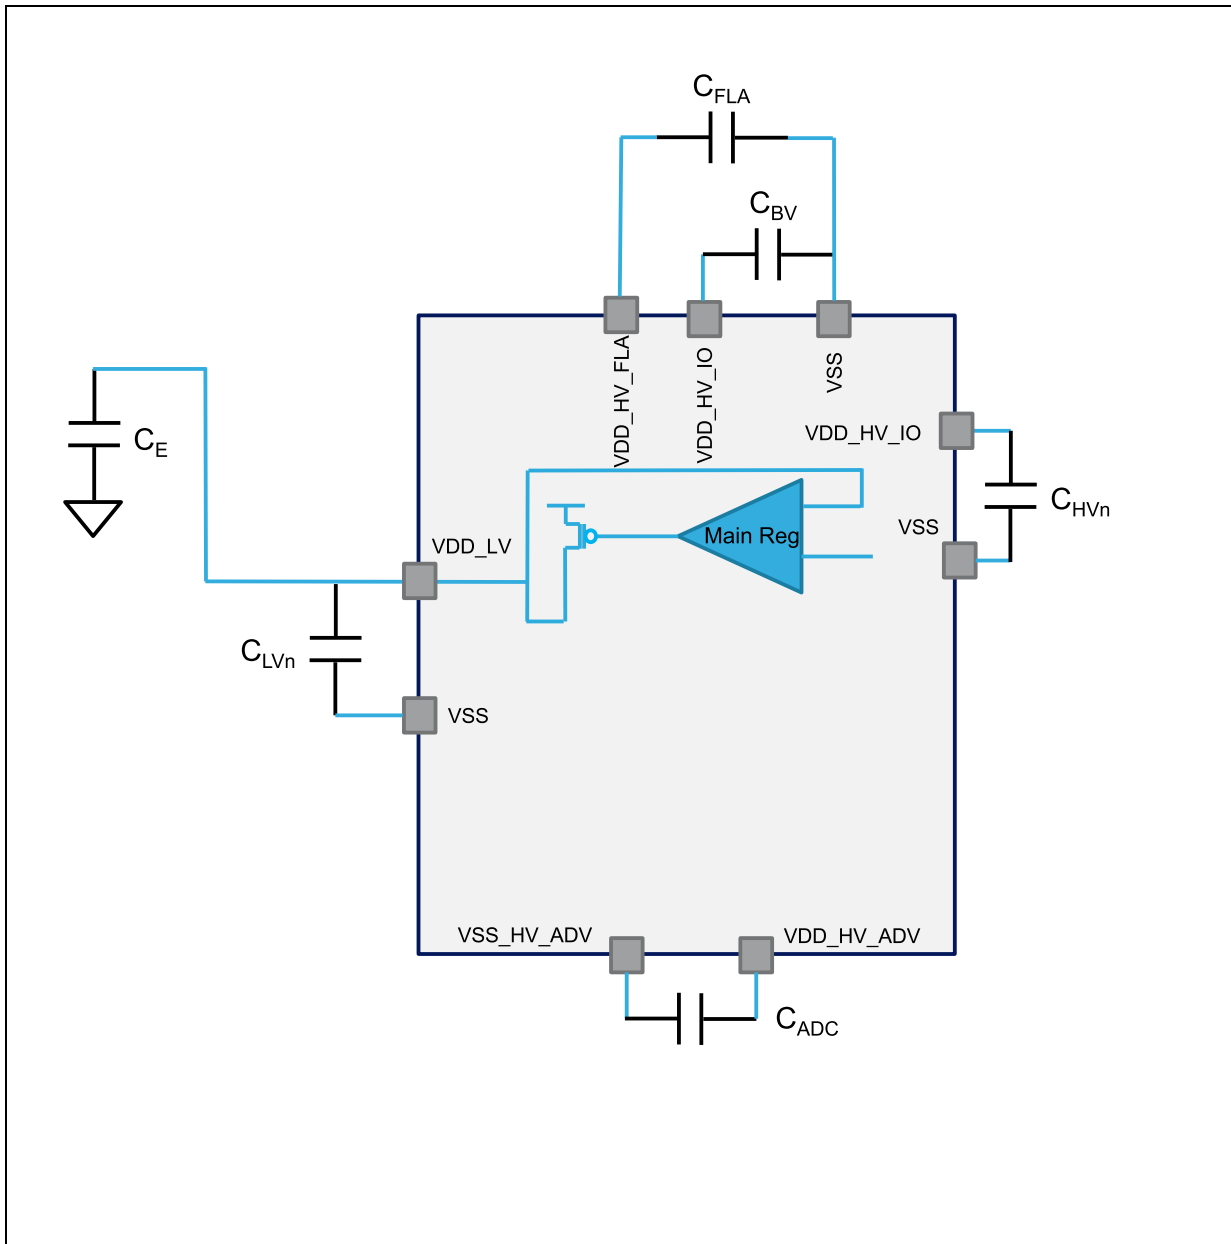 CFLA
CBV
VDD_HV_FLA
VDD_HV_IO
VSS
VDD_HV_IO
CE
CHVn
VSS
Main Reg
VDD_LV
CLVn
VSS
VSS_HV_ADV
VDD_HV_ADV
CADC